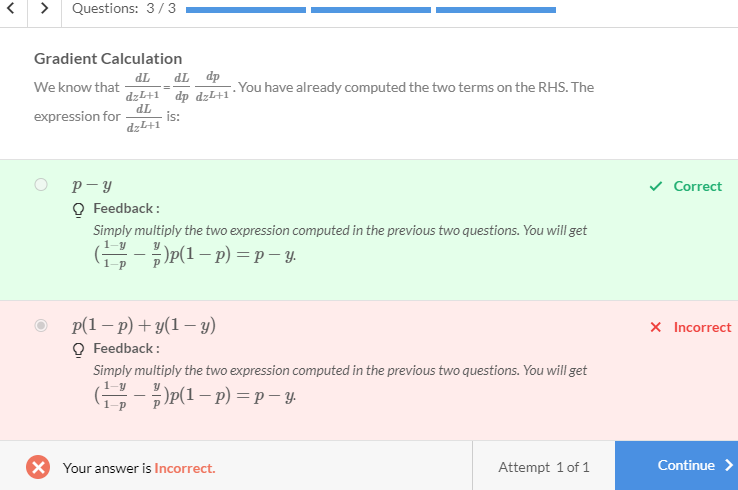 Questions: 3 / 3
Gradient Calculation
We know that dL/dz^{L+1} = dL/dp dp/dz^{L+1}. You have already computed the two terms on the RHS. The
expression for dL/dz^{L+1} is:
p − y
Correct
Feedback :
Simply multiply the two expression computed in the previous two questions. You will get
((1−y)/(1−p) − y/p)p(1 − p) = p − y.
p(1 − p) + y(1 − y)
Incorrect
Feedback :
Simply multiply the two expression computed in the previous two questions. You will get
((1−y)/(1−p) − y/p)p(1 − p) = p − y.
Your answer is Incorrect.
Attempt 1 of 1
Continue